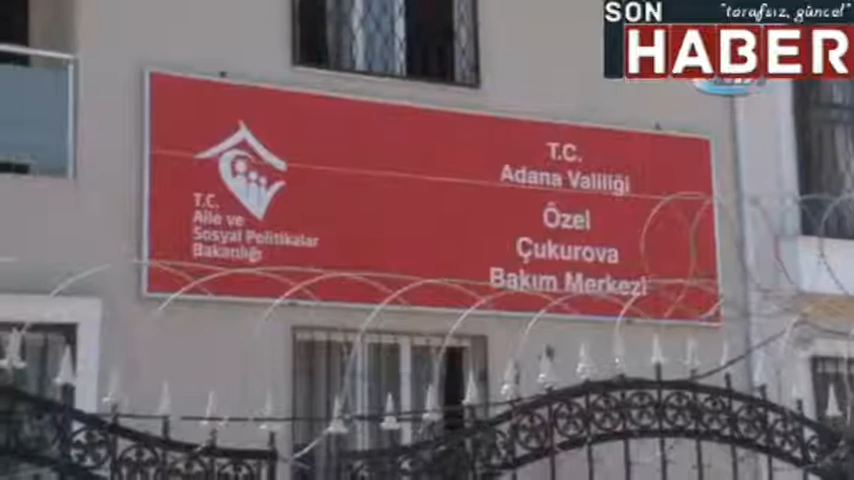 SON
"tarafsız, güncel"
HABER
T.C.
Adana Valiliği
Özel
Çukurova
Bakım Merkezi
T.C.
Aile ve
Sosyal Politikalar
Bakanlığı